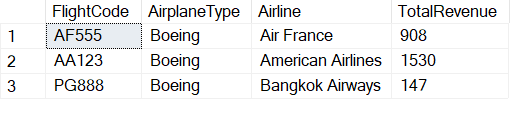 FlightCode AirplaneType Airline TotalRevenue
1 AF555 Boeing Air France 908
2 AA123 Boeing American Airlines 1530
3 PG888 Boeing Bangkok Airways 147